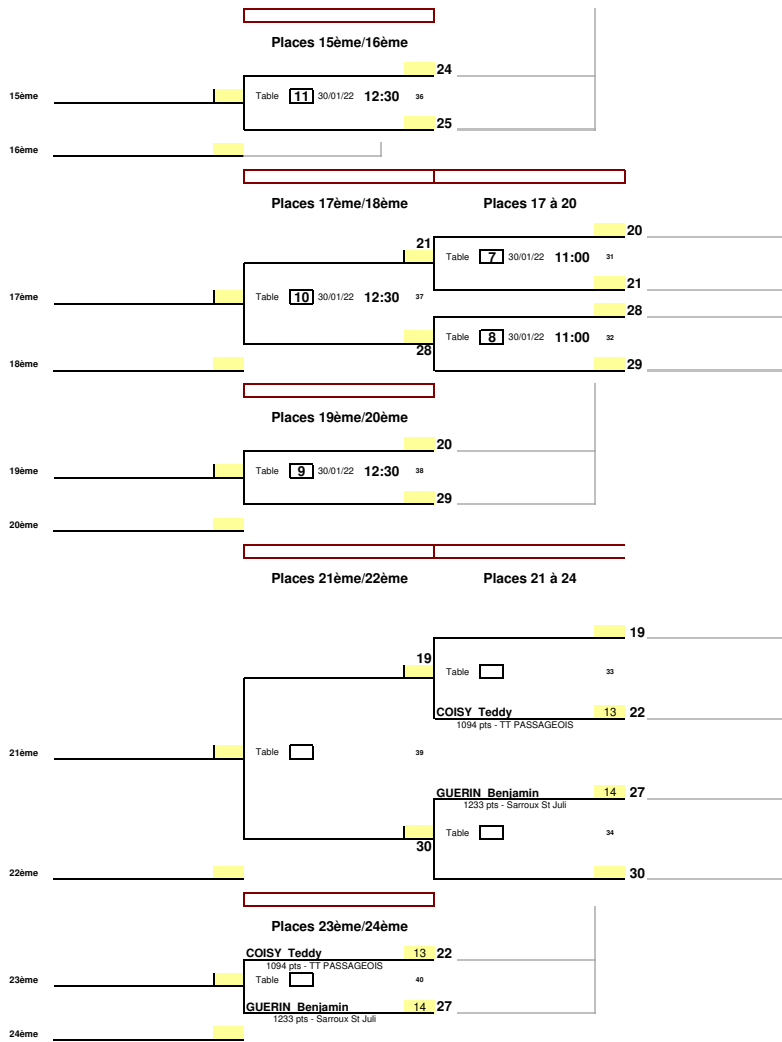 Places 15ème/16ème
24
15ème Table 11 30/01/22 12:30 36
25
16ème
Places 17ème/18ème Places 17 à 20
20
21
Table 7 30/01/22 11:00 31
21
17ème Table 10 30/01/22 12:30 37
28
Table 8 30/01/22 11:00 32
28
18ème 29
Places 19ème/20ème
20
19ème Table 9 30/01/22 12:30 38
29
20ème
Places 21ème/22ème Places 21 à 24
19
19
Table 33
COISY Teddy 13 22
1094 pts - TT PASSAGEOIS
21ème Table 39
GUERIN Benjamin 14 27
1233 pts - Sarroux St Juli
Table 34
30
22ème 30
Places 23ème/24ème
COISY Teddy 13 22
1094 pts - TT PASSAGEOIS
23ème Table 40
GUERIN Benjamin 14 27
1233 pts - Sarroux St Juli
24ème